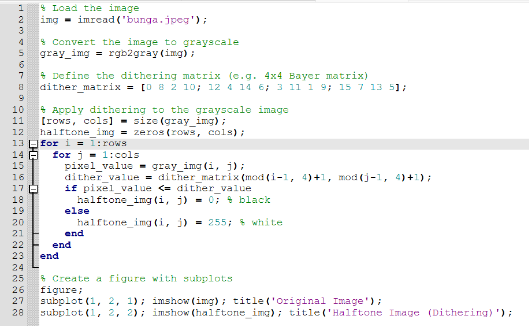 1 % Load the image
2 img = imread('bunga.jpeg');
3
4 % Convert the image to grayscale
5 gray_img = rgb2gray(img);
6
7 % Define the dithering matrix (e.g. 4x4 Bayer matrix)
8 dither_matrix = [0 8 2 10; 12 4 14 6; 3 11 1 9; 15 7 13 5];
9
10 % Apply dithering to the grayscale image
11 [rows, cols] = size(gray_img);
12 halftone_img = zeros(rows, cols);
13 for i = 1:rows
14 for j = 1:cols
15 pixel_value = gray_img(i, j);
16 dither_value = dither_matrix(mod(i-1, 4)+1, mod(j-1, 4)+1);
17 if pixel_value <= dither_value
18 halftone_img(i, j) = 0; % black
19 else
20 halftone_img(i, j) = 255; % white
21 end
22 end
23 end
24
25 % Create a figure with subplots
26 figure;
27 subplot(1, 2, 1); imshow(img); title('Original Image');
28 subplot(1, 2, 2); imshow(halftone_img); title('Halftone Image (Dithering)');